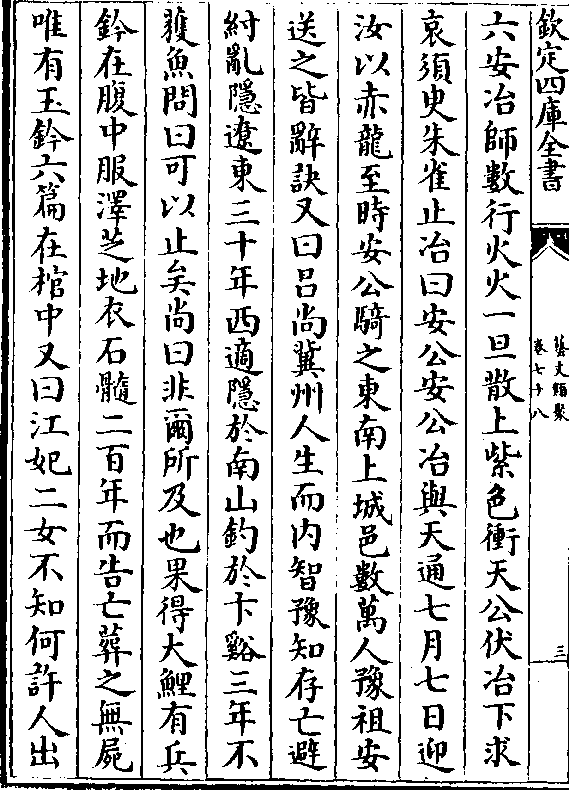 欽定四庫全書
藝文類聚
卷七十八
三
六安冶師數行火火一旦散上紫色衝天公伏冶下求
哀須臾朱雀止冶曰安公安公冶與天通七月七日迎
汝以赤龍至時安公騎之東南上城邑數萬人豫祖安
送之皆辭訣又曰吕尚冀州人生而内智豫知存亡避
紂亂隱遼東三十年西適隱於南山釣於卞谿三年不
獲魚問曰可以止矣尚曰非爾所及也果得大鯉有兵
鈐在腹中服澤芝地衣石髓二百年而告亡葬之無屍
唯有玉鈐六篇在棺中又曰江妃二女不知何許人出